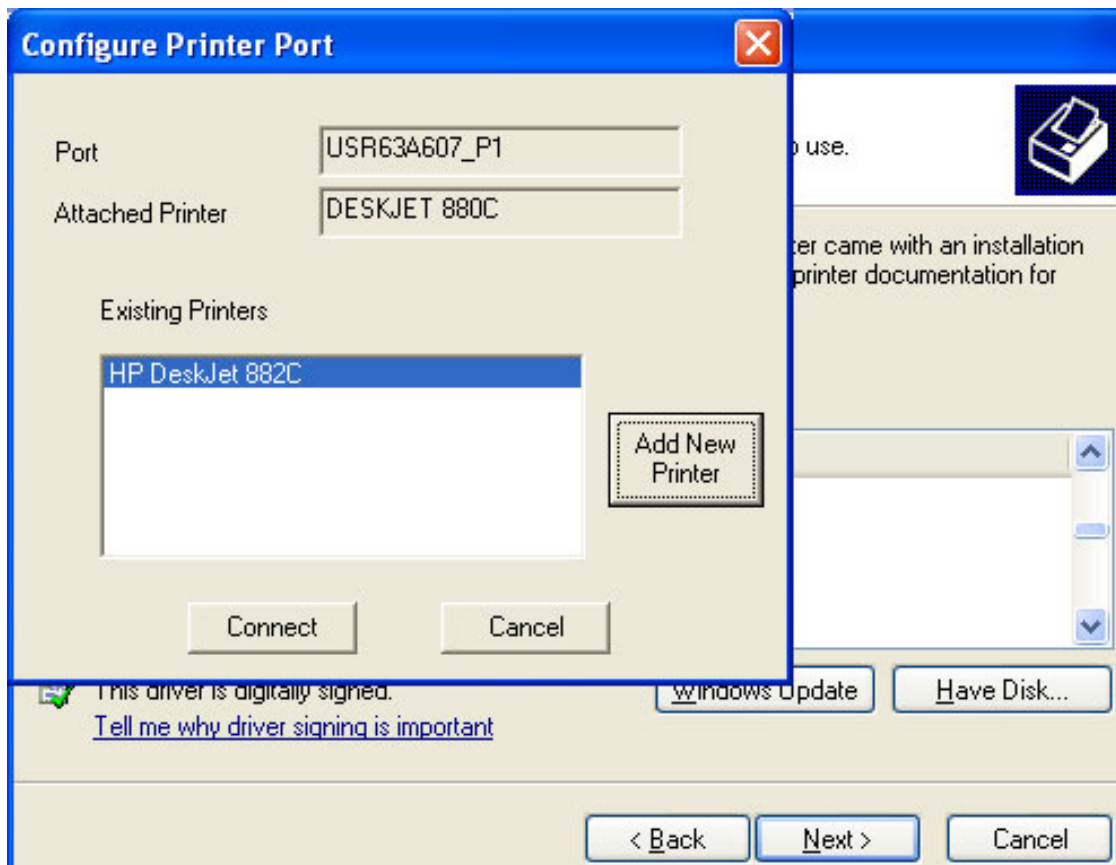 Configure Printer Port
Port
USR63A607_P1
o use.
Attached Printer
DESKJET 880C
ter came with an installation
printer documentation for
Existing Printers
HP DeskJet 882C
Add New
Printer
Connect
Cancel
This driver is digitally signed.
Windows Update
Have Disk...
Tell me why driver signing is important
< Back
Next >
Cancel